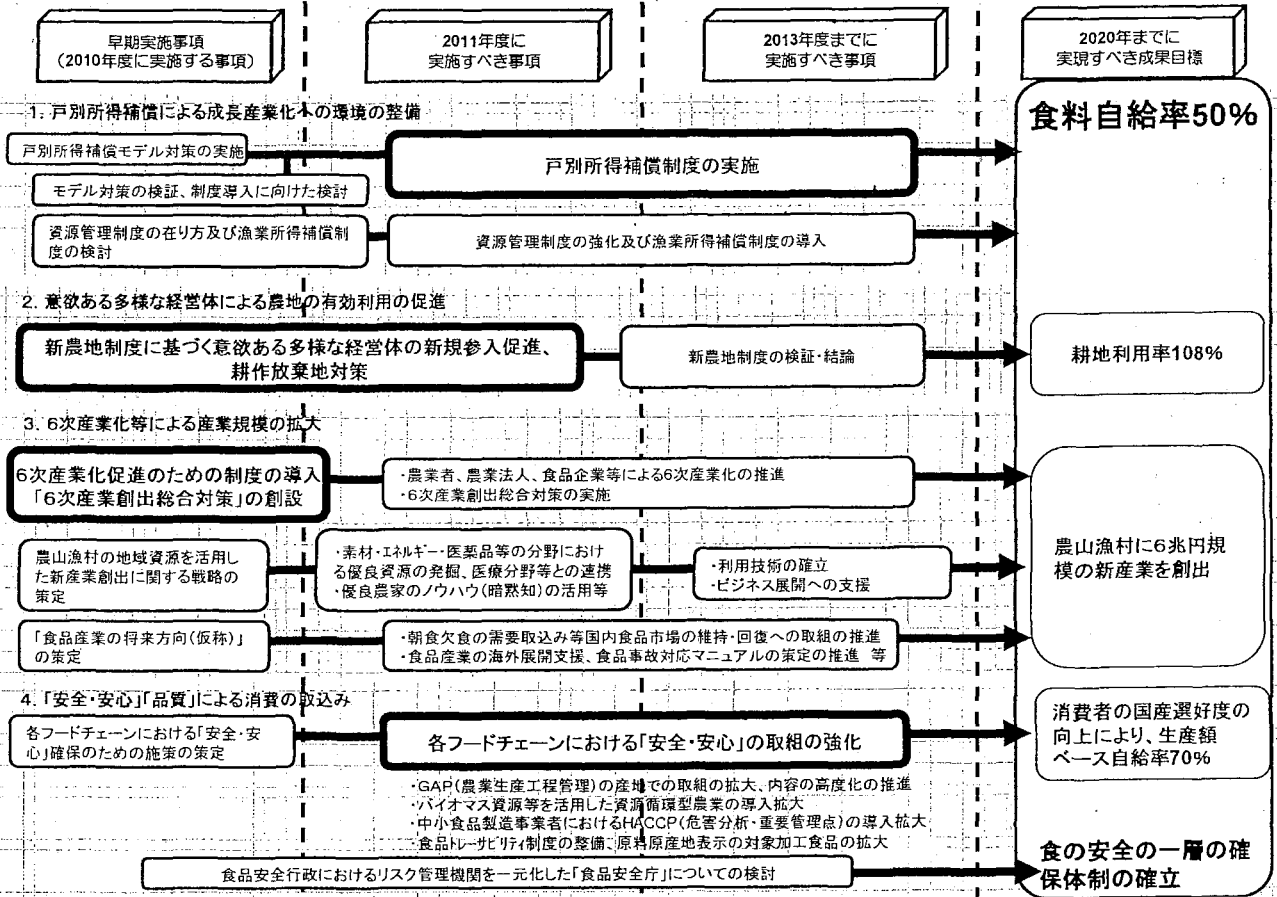 早期実施事項
(2010年度に実施する事項)
2011年度に
実施すべき事項
2013年度までに
実施すべき事項
2020年までに
実現すべき成果目標
1. 戸別所得補償による成長産業化への環境の整備
食料自給率50%
戸別所得補償モデル対策の実施
戸別所得補償制度の実施
モデル対策の検証、制度導入に向けた検討
資源管理制度の在り方及び漁業所得補償制
度の検討
資源管理制度の強化及び漁業所得補償制度の導入
2. 意欲ある多様な経営体による農地の有効利用の促進
新農地制度に基づく意欲ある多様な経営体の新規参入促進、
耕作放棄地対策
新農地制度の検証・結論
耕地利用率108%
3. 6次産業化等による産業規模の拡大
6次産業化促進のための制度の導入
「6次産業創出総合対策」の創設
・農業者、農業法人、食品企業等による6次産業化の推進
・6次産業創出総合対策の実施
農山漁村の地域資源を活用し
た新産業創出に関する戦略の
策定
・素材・エネルギー・医薬品等の分野におけ
る優良資源の発掘、医療分野等との連携
・優良農家のノウハウ(暗黙知)の活用等
・利用技術の確立
・ビジネス展開への支援
農山漁村に6兆円規
模の新産業を創出
「食品産業の将来方向(仮称)」
の策定
・朝食欠食の需要取込み等国内食品市場の維持・回復への取組の推進
・食品産業の海外展開支援、食品事故対応マニュアルの策定の推進 等
4. 「安全・安心」「品質」による消費の取込み
各フードチェーンにおける「安全・安
心」確保のための施策の策定
各フードチェーンにおける「安全・安心」の取組の強化
消費者の国産選好度の
向上により、生産額
ベース自給率70%
・GAP(農業生産工程管理)の産地での取組の拡大、内容の高度化の推進
・バイオマス資源等を活用した資源循環型農業の導入拡大
・中小食品製造事業者におけるHACCP(危害分析・重要管理点)の導入拡大
・食品トレーサビリティ制度の整備、原料原産地表示の対象加工食品の拡大
食品安全行政におけるリスク管理機関を一元化した「食品安全庁」についての検討
食の安全の一層の確
保体制の確立